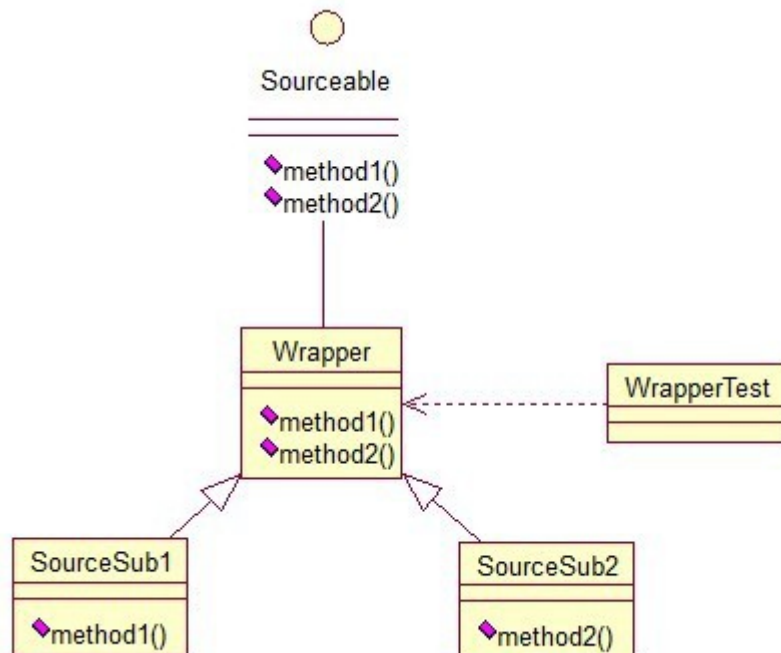 Sourceable
method1()
method2()
Wrapper
method1()
method2()
WrapperTest
SourceSub1
method1()
SourceSub2
method2()